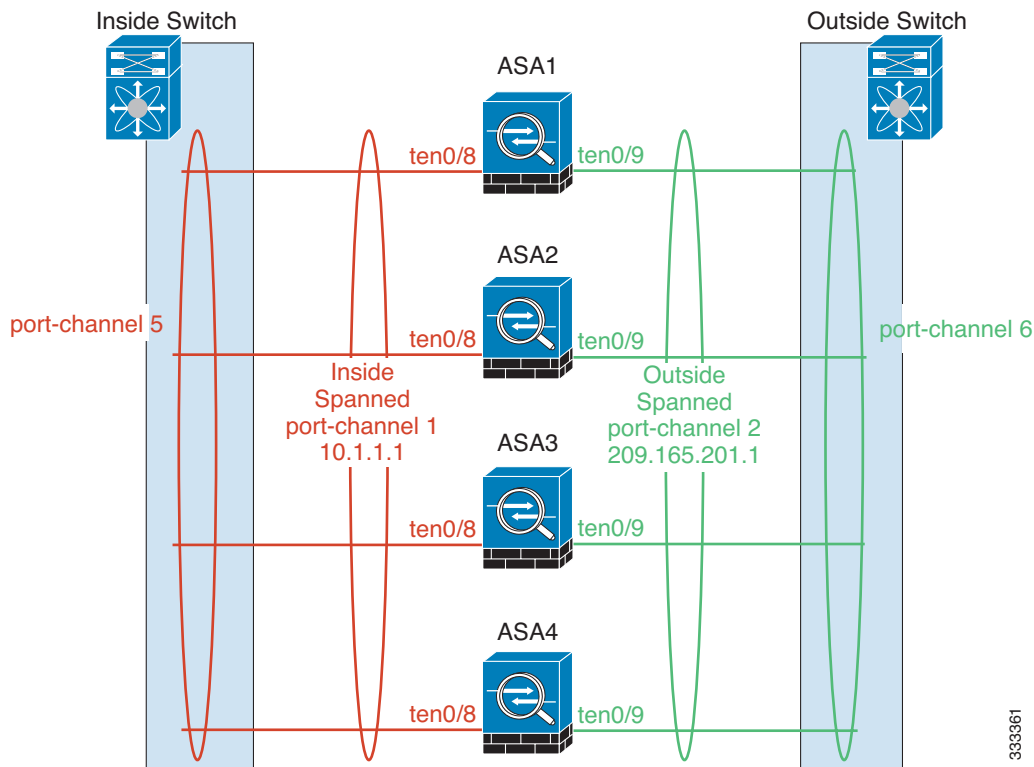 Inside Switch
Outside Switch
ASA1
ten0/8
ten0/9
ASA2
port-channel 5
ten0/8
ten0/9
port-channel 6
Inside
Spanned
port-channel 1
10.1.1.1
Outside
Spanned
port-channel 2
209.165.201.1
ASA3
ten0/8
ten0/9
ASA4
ten0/8
ten0/9
333361